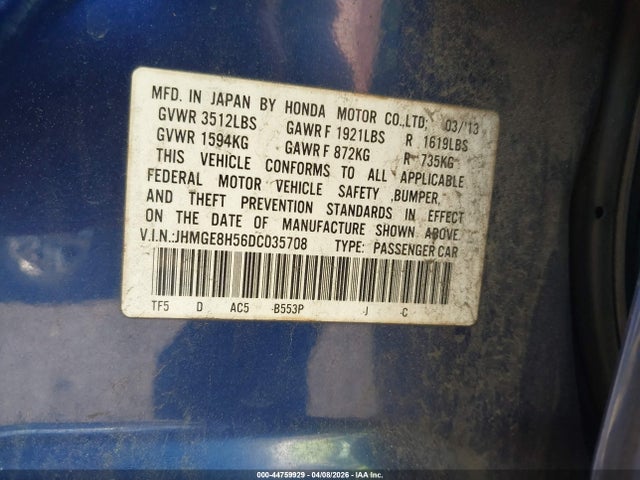 MFD. IN JAPAN BY HONDA MOTOR CO.,LTD; 03/'13
GVWR 3512LBS GAWR F 1921LBS R 1619LBS
GVWR 1594KG GAWR F 872KG R 735KG
THIS VEHICLE CONFORMS TO ALL APPLICABLE
FEDERAL MOTOR VEHICLE SAFETY ,BUMPER,
AND THEFT PREVENTION STANDARDS IN EFFECT
ON THE DATE OF MANUFACTURE SHOWN ABOVE.
V.I.N.:JHMGE8H56DC035708 TYPE: PASSENGER CAR
TF5 D AC5 -B553P -J -C
000-44759929 | 04/08/2026 | IAA Inc.